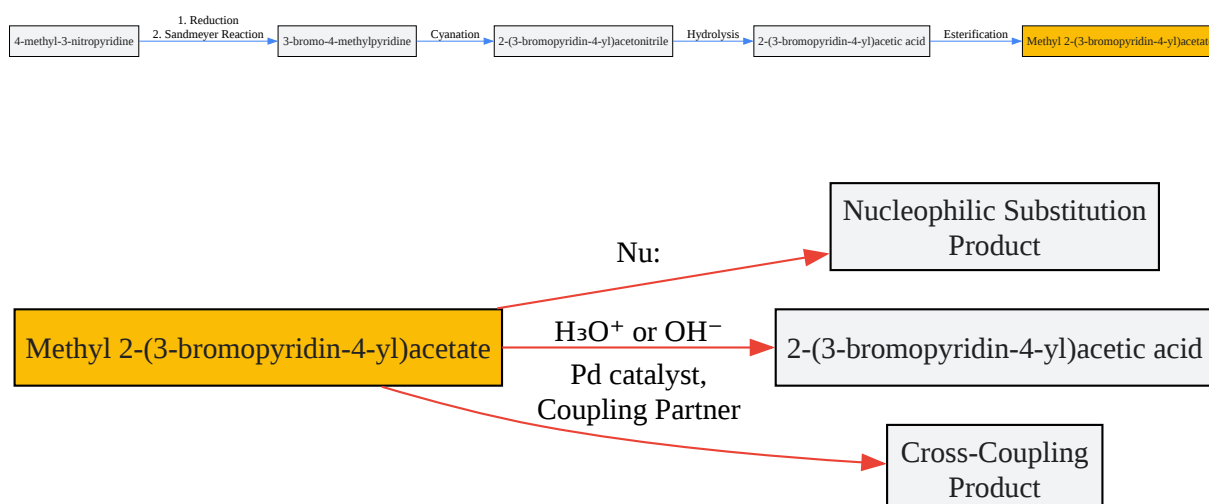 1. Reduction
2. Sandmeyer Reaction
4-methyl-3-nitropyridine
3-bromo-4-methylpyridine
Cyanation
2-(3-bromopyridin-4-yl)acetonitrile
Hydrolysis
2-(3-bromopyridin-4-yl)acetic acid
Esterification
Methyl 2-(3-bromopyridin-4-yl)acetate
Nucleophilic Substitution
Product
Nu:
Methyl 2-(3-bromopyridin-4-yl)acetate
H₃O⁺ or OH⁻
2-(3-bromopyridin-4-yl)acetic acid
Pd catalyst,
Coupling Partner
Cross-Coupling
Product